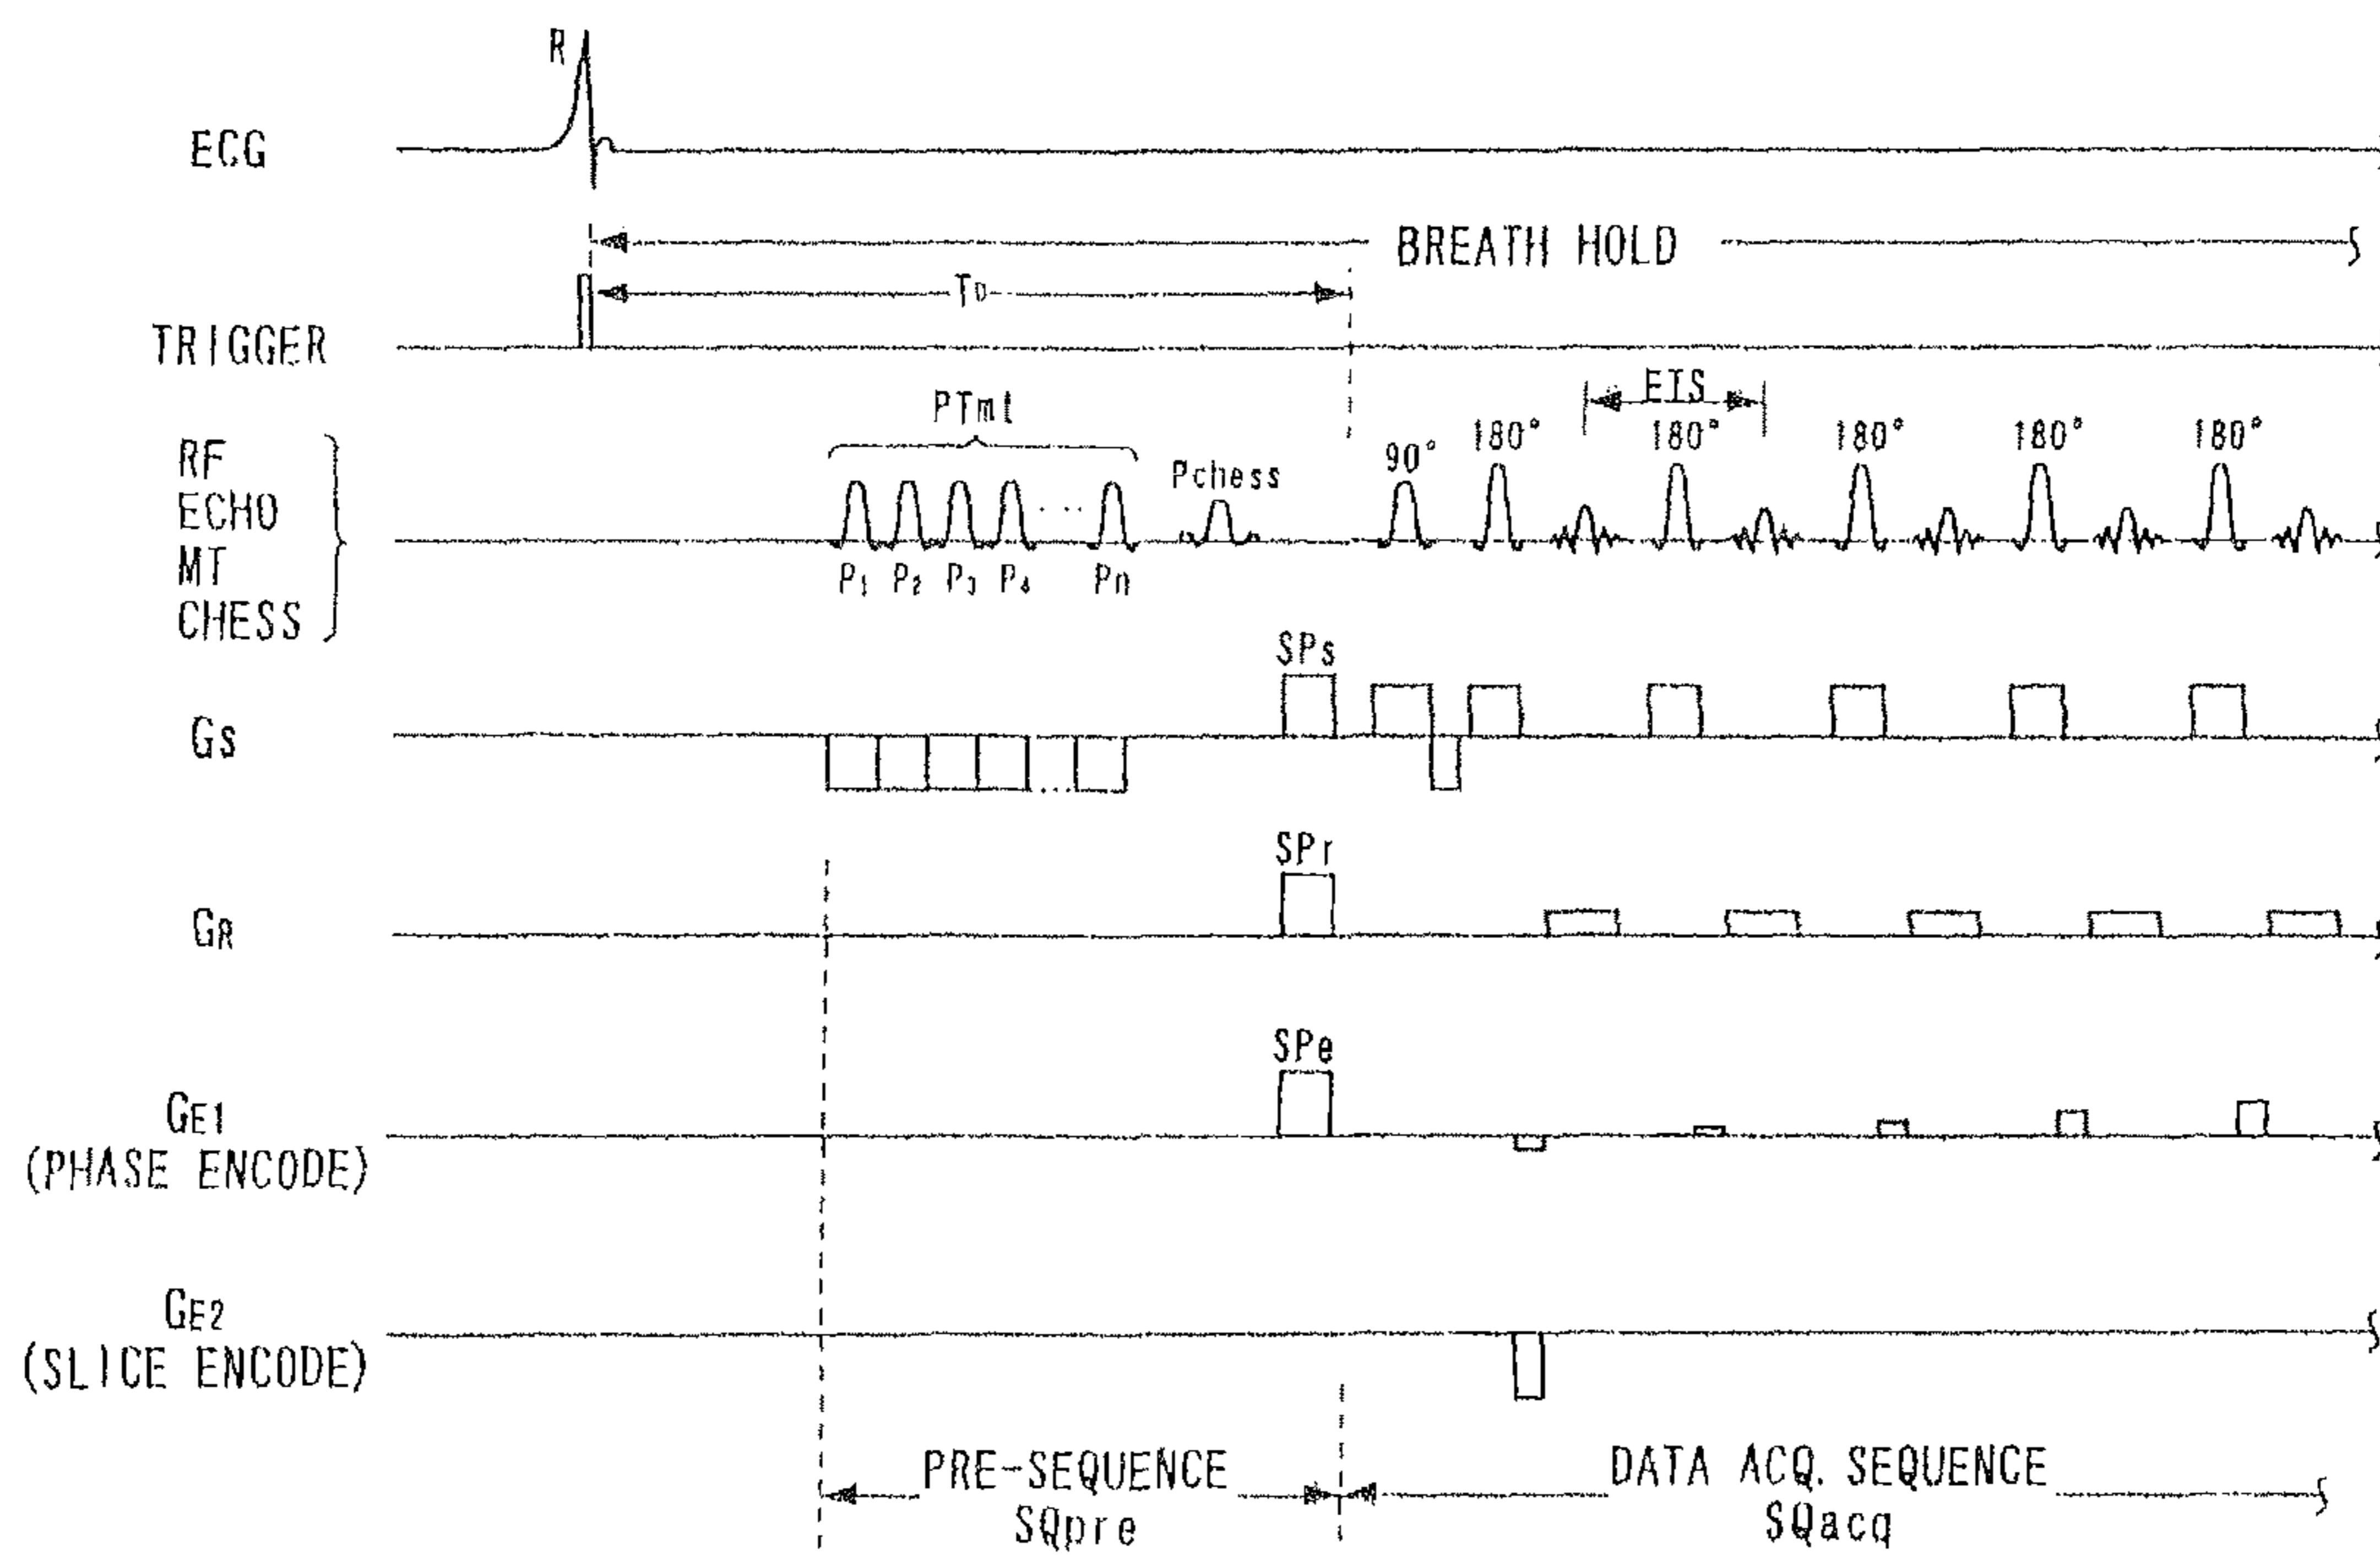 R
ECG
BREATH HOLD
TD
TRIGGER
ETS
PTmt
180° 180° 180° 180° 180°
90°
Pchess
RF
ECHO
MT
CHESS
P1 P2 P3 P4 Pn
SPs
Gs
SPr
GR
SPe
GE1
(PHASE ENCODE)
GE2
(SLICE ENCODE)
PRE-SEQUENCE
SQpre
DATA ACQ. SEQUENCE
SQacq